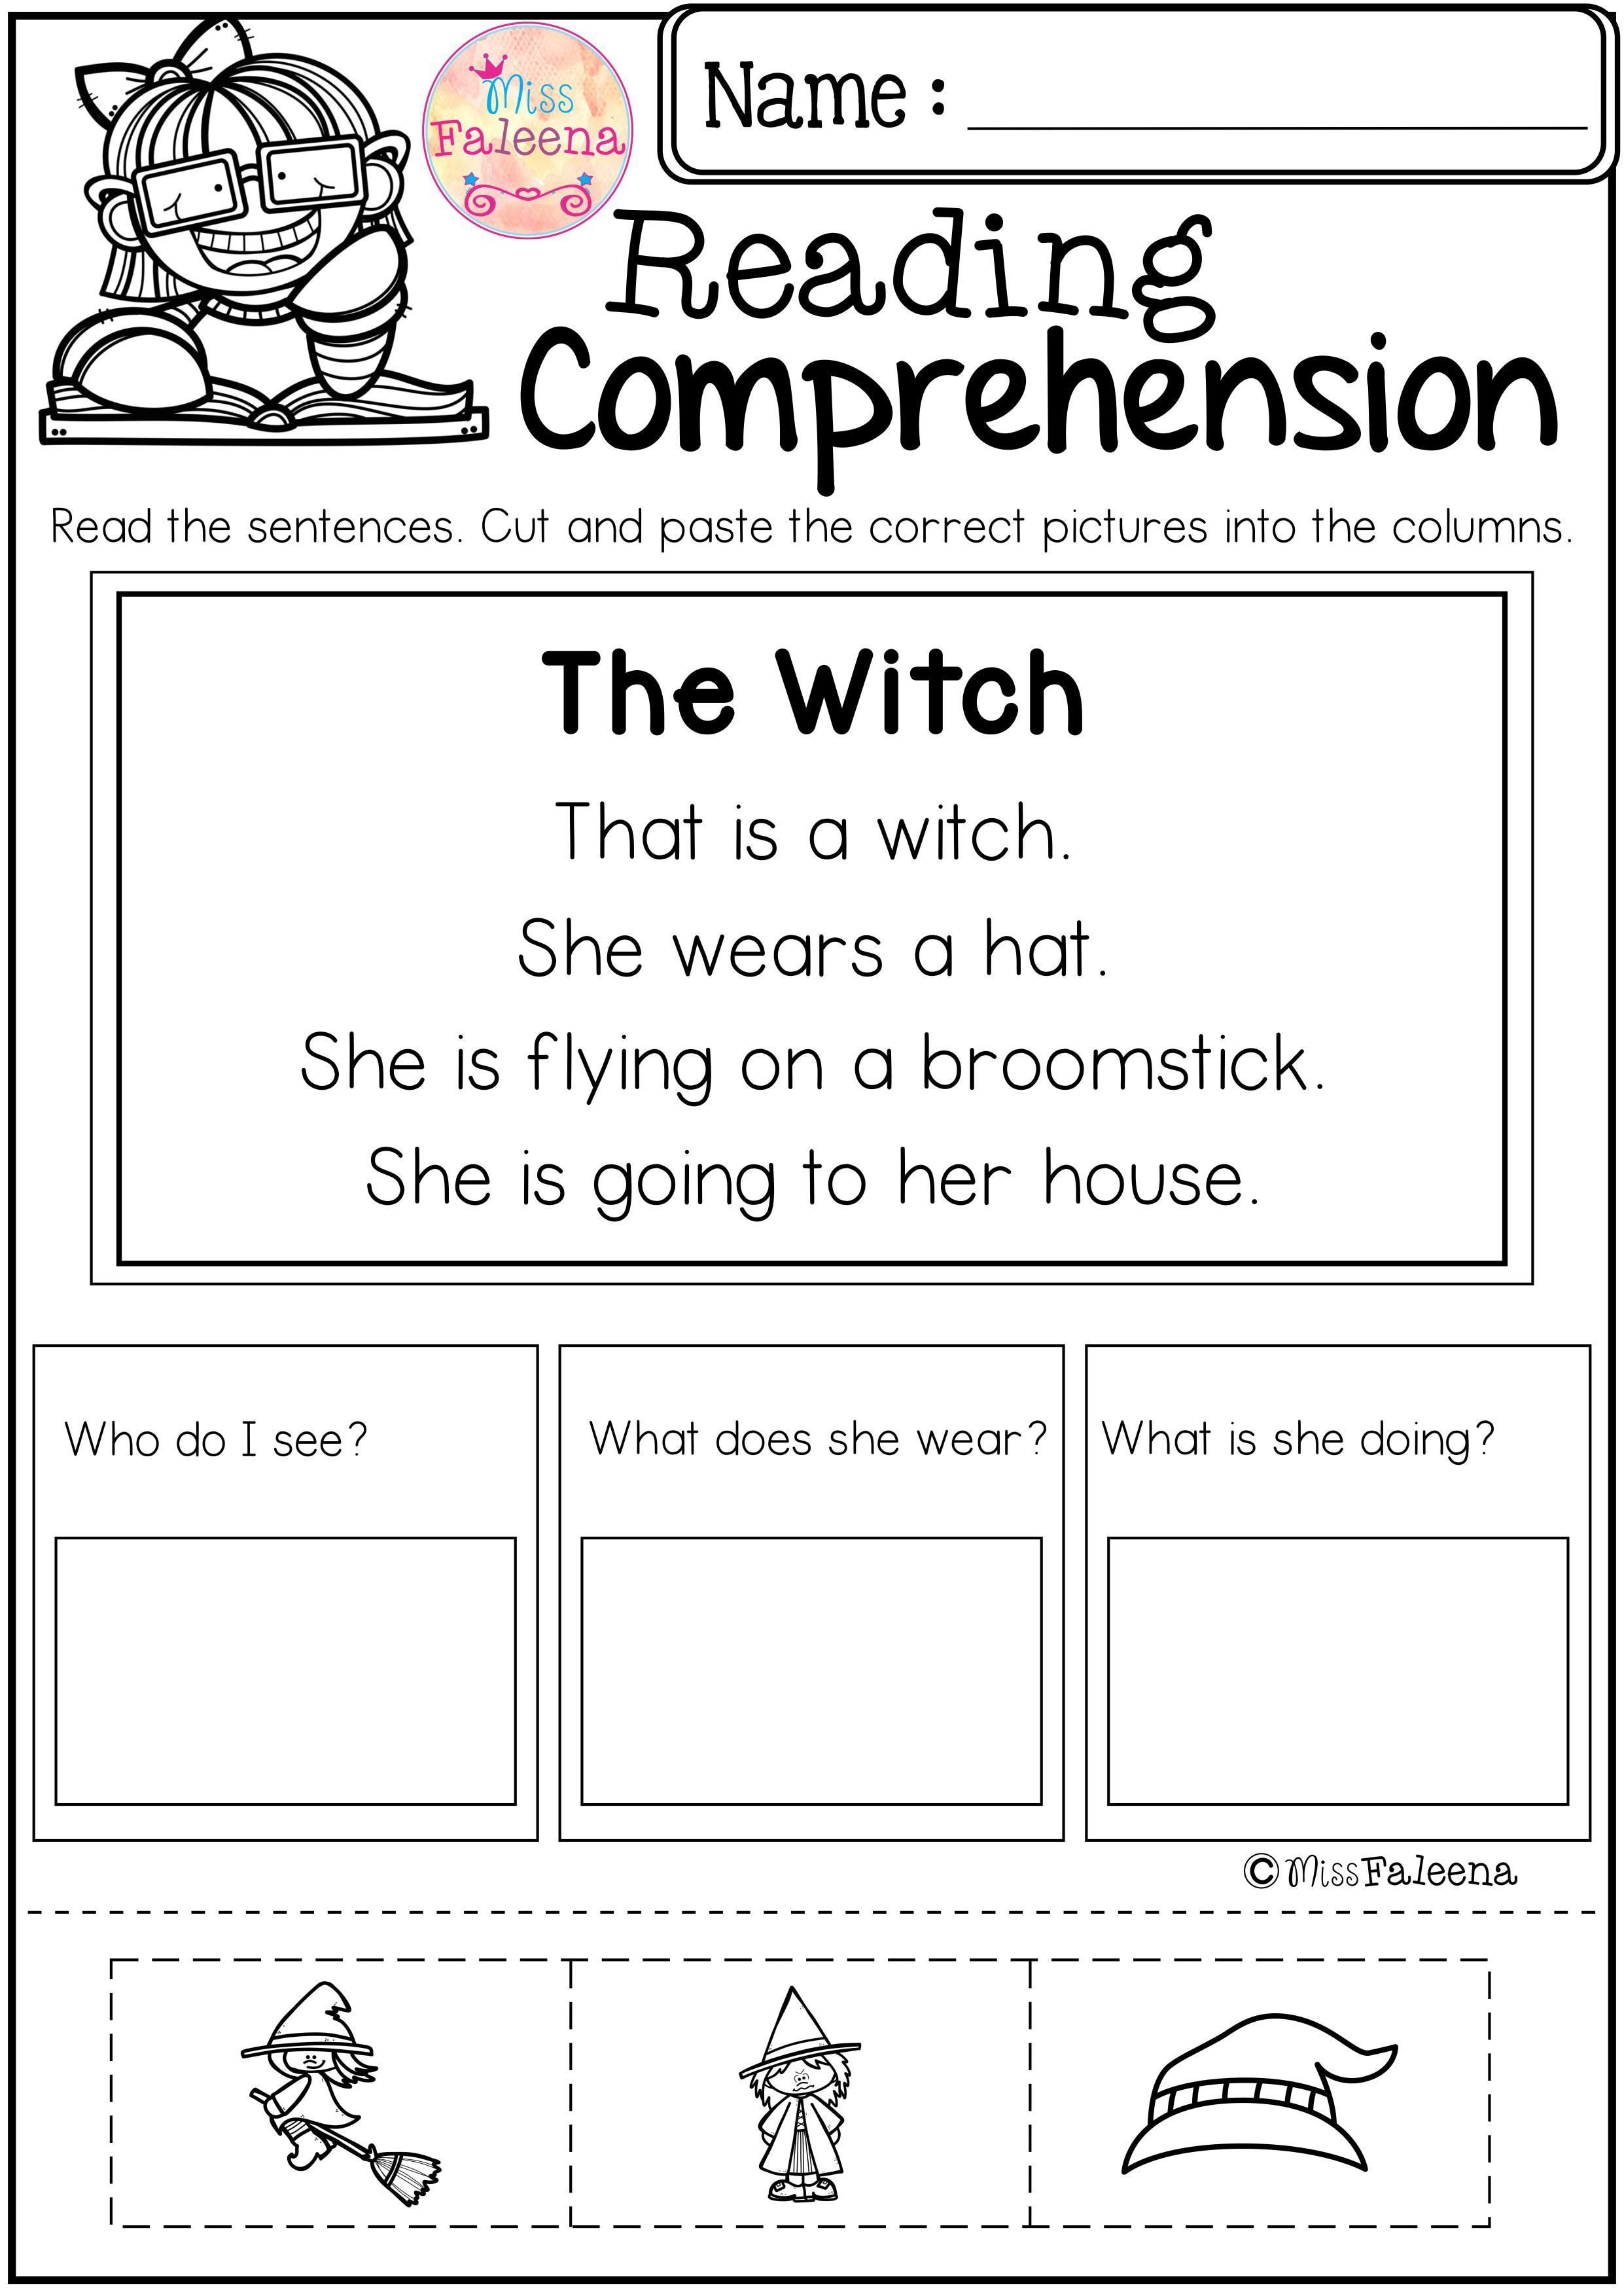 Miss
Faleena
Name :
Reading
Comprehension
Read the sentences. Cut and paste the correct pictures into the columns.
The Witch
That is a witch.
She wears a hat.
She is flying on a broomstick.
She is going to her house.
Who do I see?
What does she wear?
What is she doing?
©MissFaleena